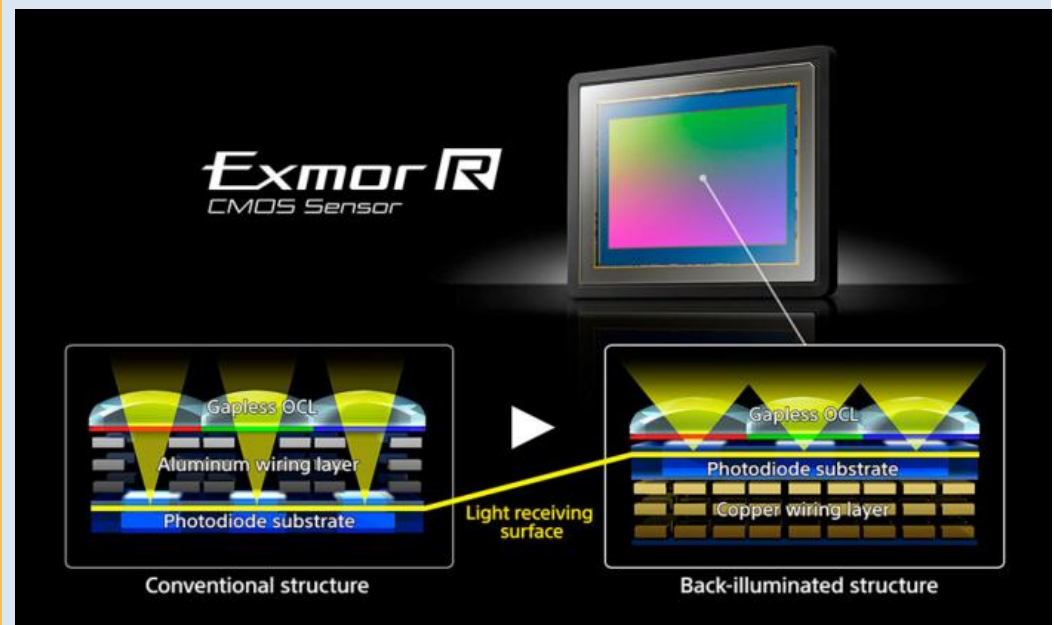 Exmor R
CMOS Sensor
Gapless OCL
Aluminum wiring layer
Photodiode substrate
Conventional structure
Light receiving
surface
Gapless OCL
Photodiode substrate
Copper wiring layer
Back-illuminated structure